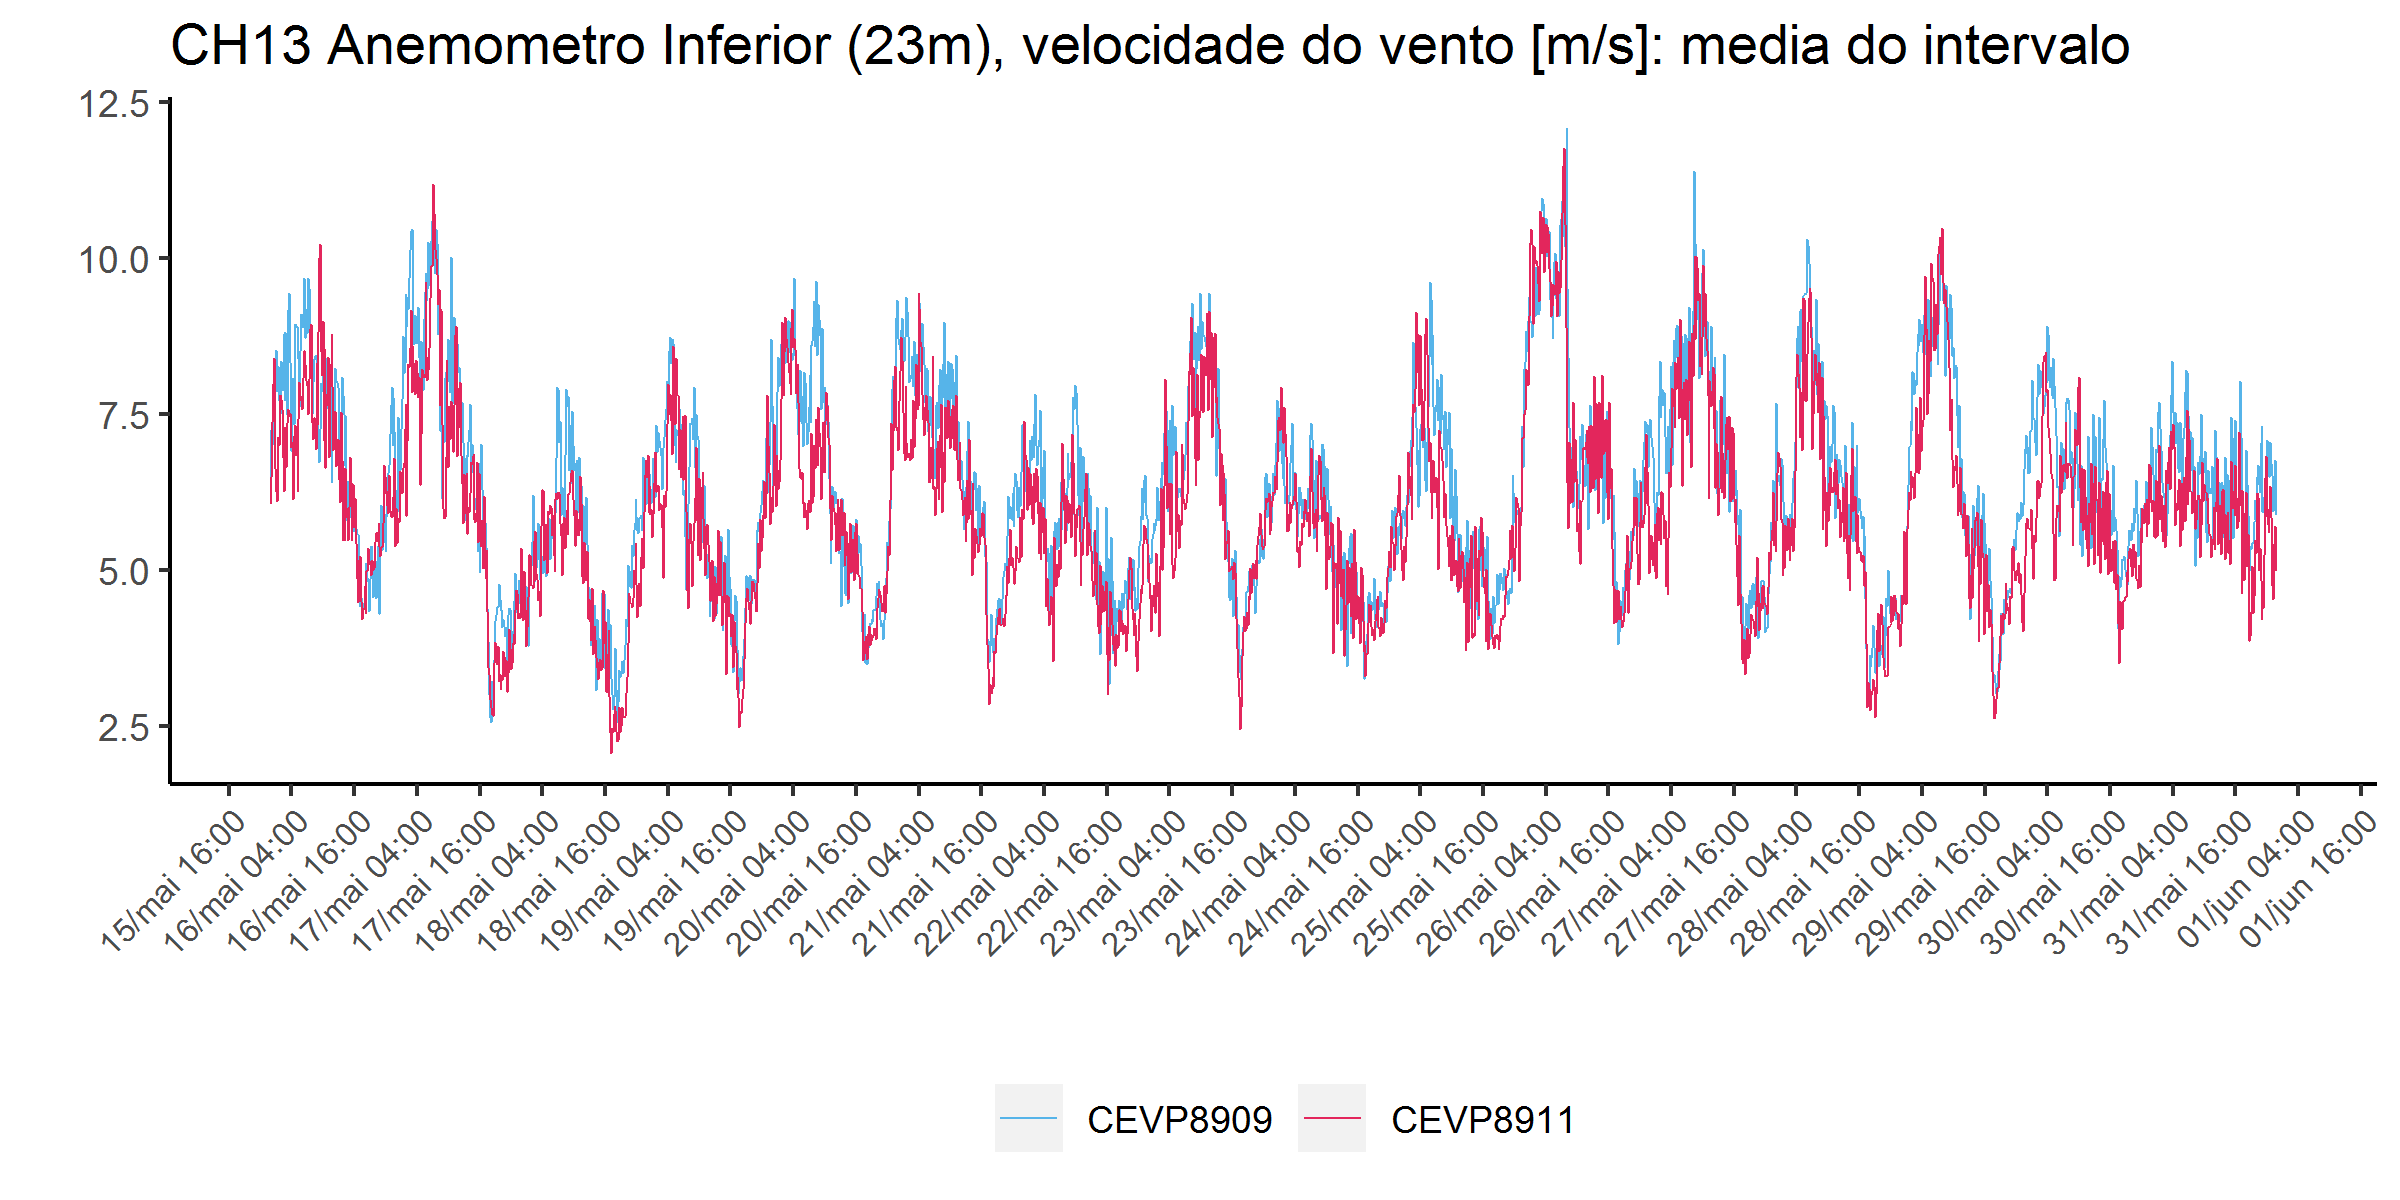 CH13 Anemometro Inferior (23m), velocidade do vento [m/s]: media do intervalo
12.5
10.0
7.5
5.0
2.5
15/mai 16:00
16/mai 04:00
16/mai 16:00
17/mai 04:00
17/mai 16:00
18/mai 04:00
18/mai 16:00
19/mai 04:00
19/mai 16:00
20/mai 04:00
20/mai 16:00
21/mai 04:00
21/mai 16:00
22/mai 04:00
22/mai 16:00
23/mai 04:00
23/mai 16:00
24/mai 04:00
24/mai 16:00
25/mai 04:00
25/mai 16:00
26/mai 04:00
26/mai 16:00
27/mai 04:00
27/mai 16:00
28/mai 04:00
28/mai 16:00
29/mai 04:00
29/mai 16:00
30/mai 04:00
30/mai 16:00
31/mai 04:00
31/mai 16:00
01/jun 04:00
01/jun 16:00
CEVP8909
CEVP8911